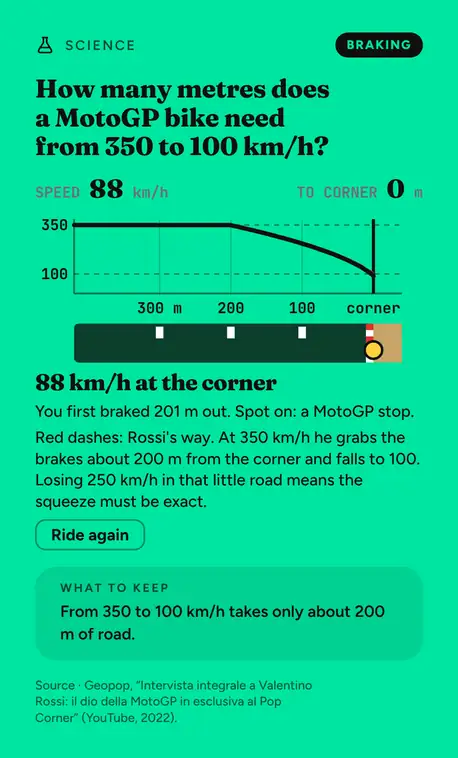 SCIENCE
BRAKING
How many metres does
a MotoGP bike need
from 350 to 100 km/h?
SPEED 88 km/h
TO CORNER 0 m
350
100
300 m 200 100 corner
88 km/h at the corner
You first braked 201 m out. Spot on: a MotoGP stop.
Red dashes: Rossi's way. At 350 km/h he grabs the
brakes about 200 m from the corner and falls to 100.
Losing 250 km/h in that little road means the
squeeze must be exact.
Ride again
WHAT TO KEEP
From 350 to 100 km/h takes only about 200
m of road.
Source · Geopop, “Intervista integrale a Valentino
Rossi: il dio della MotoGP in esclusiva al Pop
Corner” (YouTube, 2022).